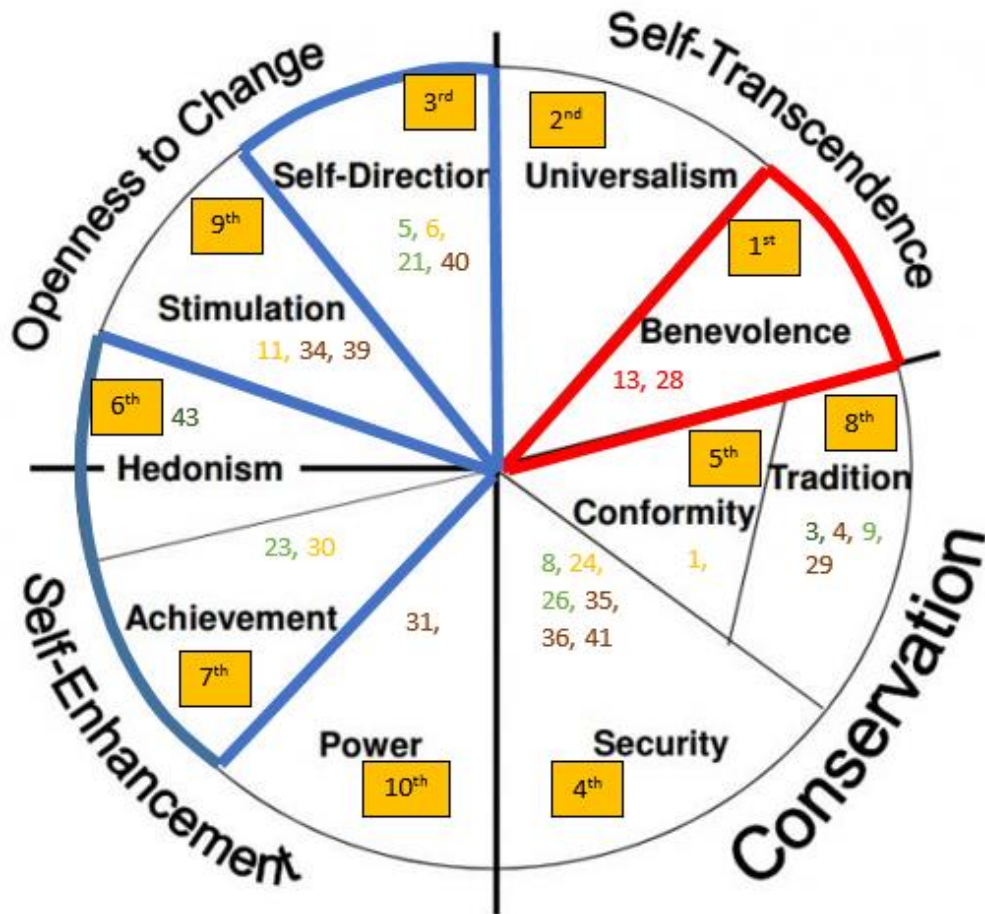 Openness to Change
Self-Transcendence
3rd
2nd
Self-Direction
Universalism
5, 6,
21, 40
9th
1st
Stimulation
11, 34, 39
Benevolence
13, 28
6th
43
Hedonism
5th
8th
Conformity
1,
Tradition
3, 4, 9,
29
23, 30
8, 24,
26, 35,
36, 41
Achievement
7th
31,
Power
10th
Security
4th
Self-Enhancement
Conservation